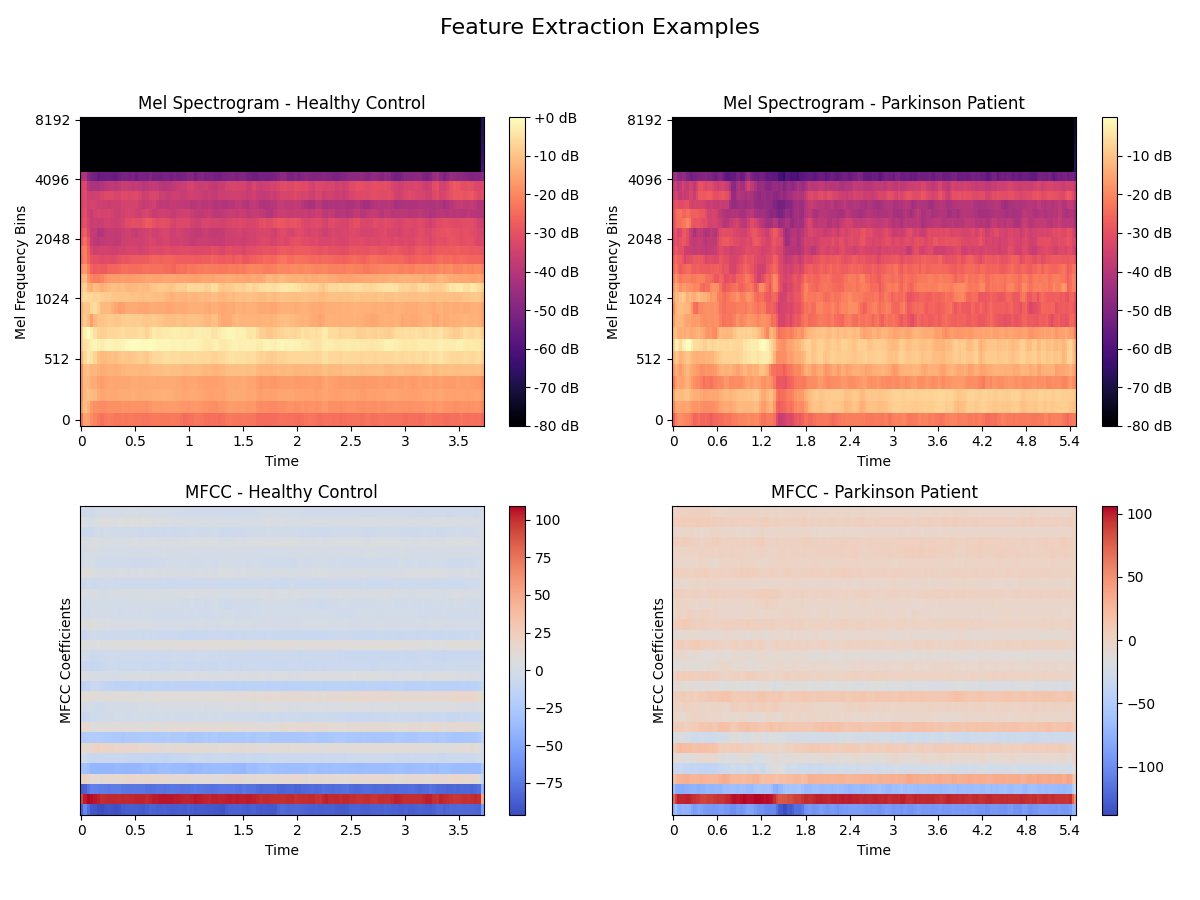 Feature Extraction Examples
Mel Spectrogram - Healthy Control
Mel Frequency Bins
8192
4096
2048
1024
512
0
0 0.5 1 1.5 2 2.5 3 3.5
Time
+0 dB
-10 dB
-20 dB
-30 dB
-40 dB
-50 dB
-60 dB
-70 dB
-80 dB
Mel Spectrogram - Parkinson Patient
Mel Frequency Bins
8192
4096
2048
1024
512
0
0 0.6 1.2 1.8 2.4 3 3.6 4.2 4.8 5.4
Time
-10 dB
-20 dB
-30 dB
-40 dB
-50 dB
-60 dB
-70 dB
-80 dB
MFCC - Healthy Control
MFCC Coefficients
0 0.5 1 1.5 2 2.5 3 3.5
Time
100
75
50
25
0
−25
−50
−75
MFCC - Parkinson Patient
MFCC Coefficients
0 0.6 1.2 1.8 2.4 3 3.6 4.2 4.8 5.4
Time
100
50
0
−50
−100